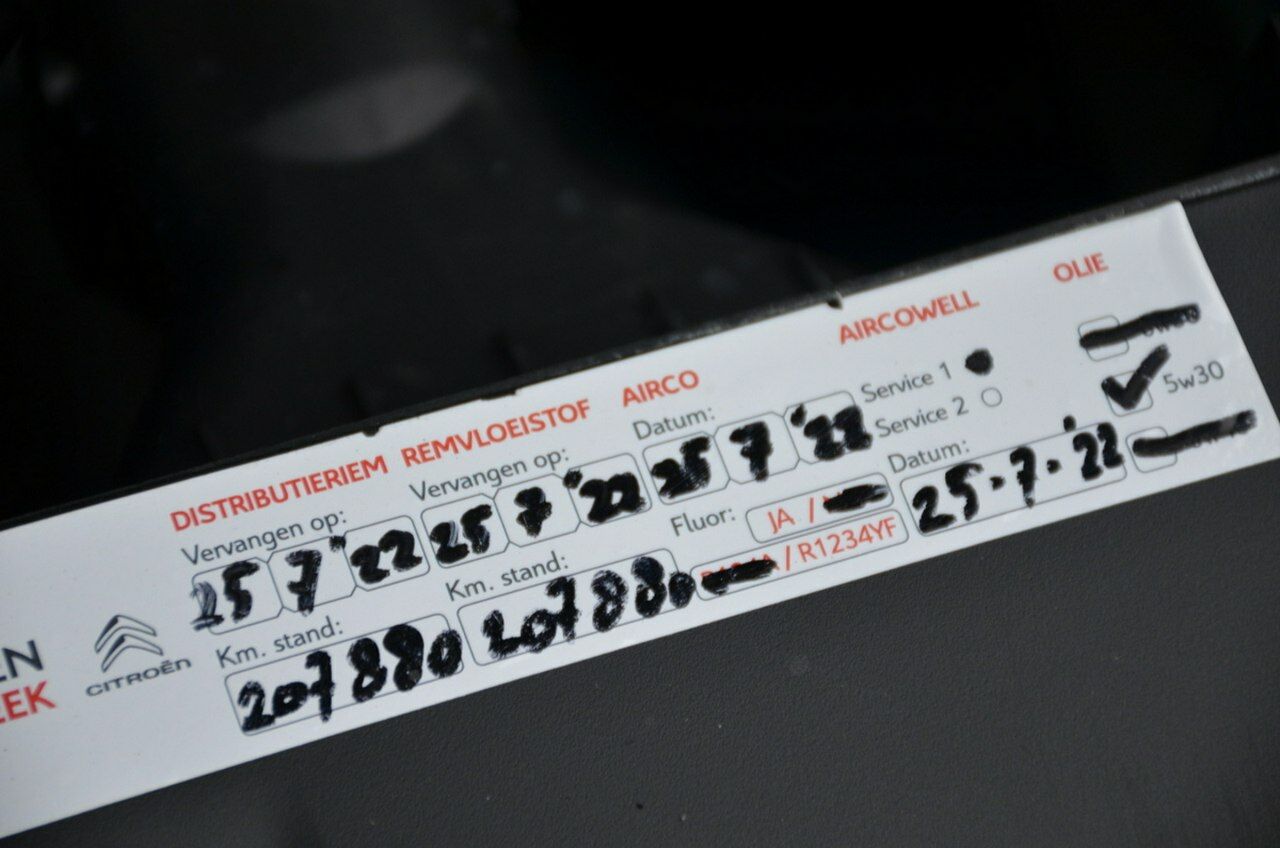 DISTRIBUTIERIEM
Vervangen op:
25 7 '22
Km. stand:
207880
REMVLOEISTOF
Vervangen op:
25 7 '22
Km. stand:
207880
AIRCO
Datum:
25 7 '22
Fluor: JA /
/ R1234YF
AIRCOWELL
Service 1
Service 2
Datum:
25.7.'22
OLIE
5w30
CITROËN
EN
EEK